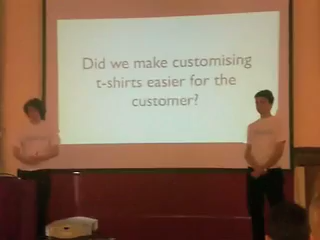 Did we make customising
t-shirts easier for the
customer?